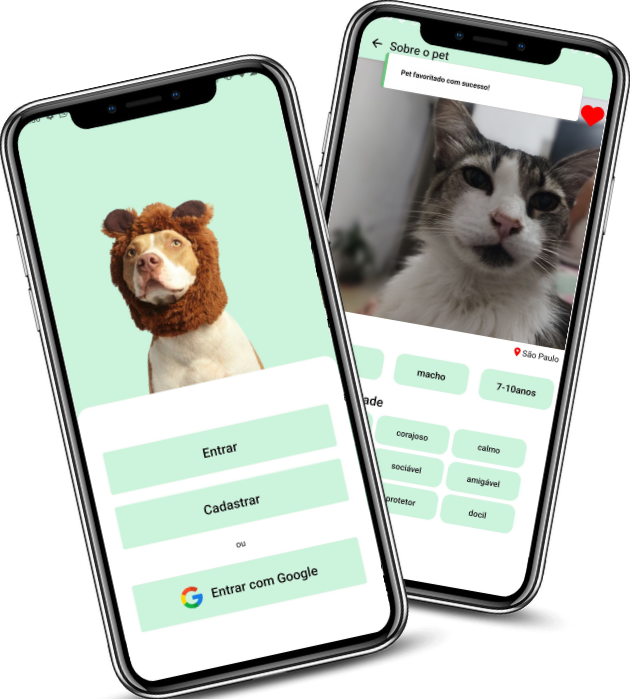 Entrar
Cadastrar
ou
Entrar com Google
Sobre o pet
Pet favoritado com sucesso!
São Paulo
macho
7-10anos
ade
corajoso
calmo
sociável
amigável
protetor
docil